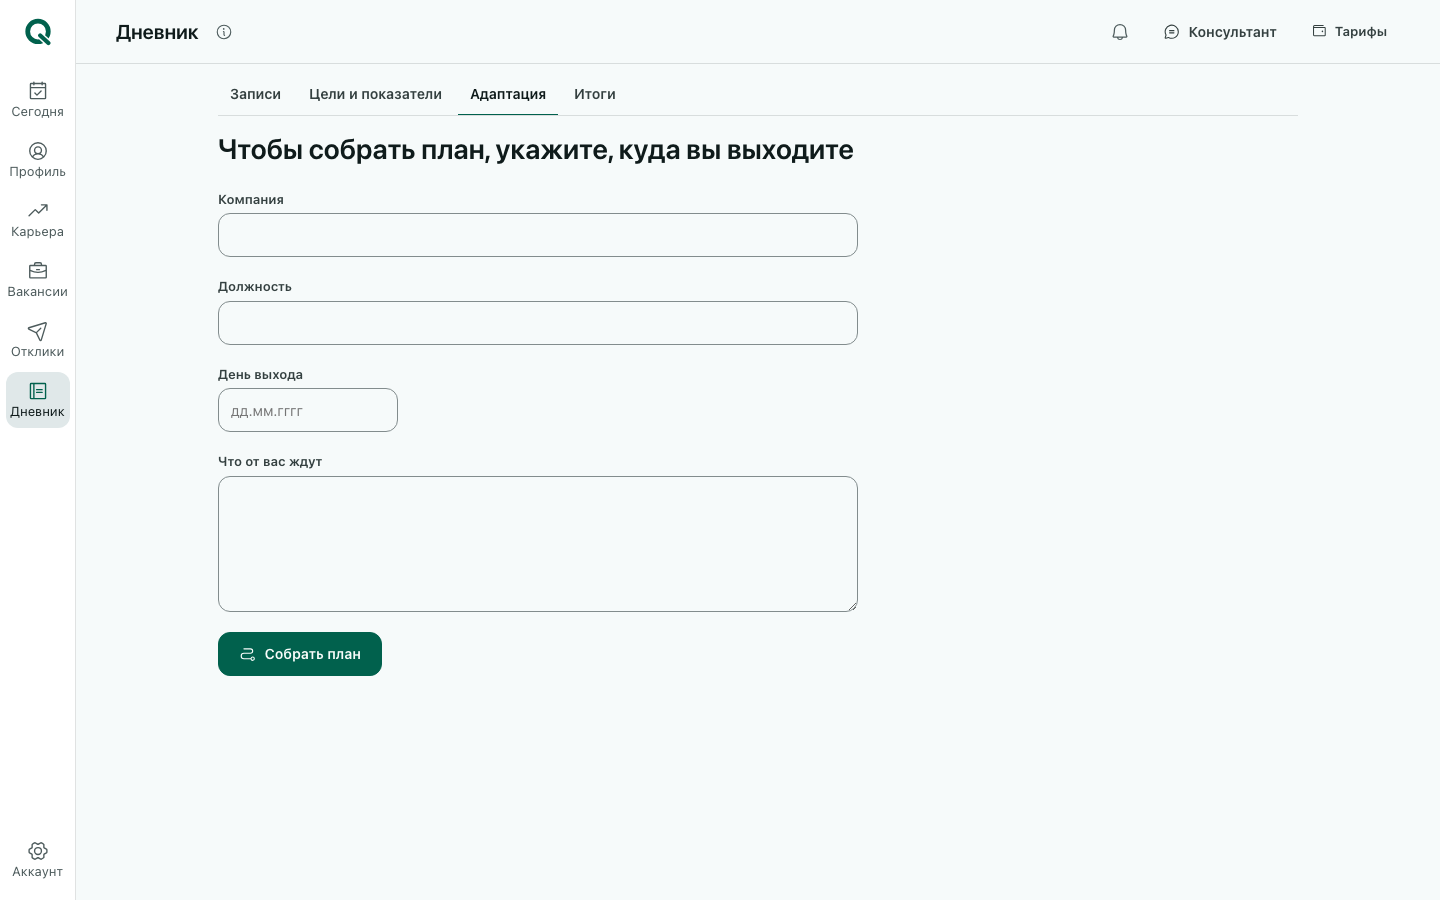 Дневник
Консультант
Тарифы
Сегодня
Профиль
Карьера
Вакансии
Отклики
Дневник
Аккаунт
Записи
Цели и показатели
Адаптация
Итоги
Чтобы собрать план, укажите, куда вы выходите
Компания
Должность
День выхода
дд.мм.гггг
Что от вас ждут
Собрать план